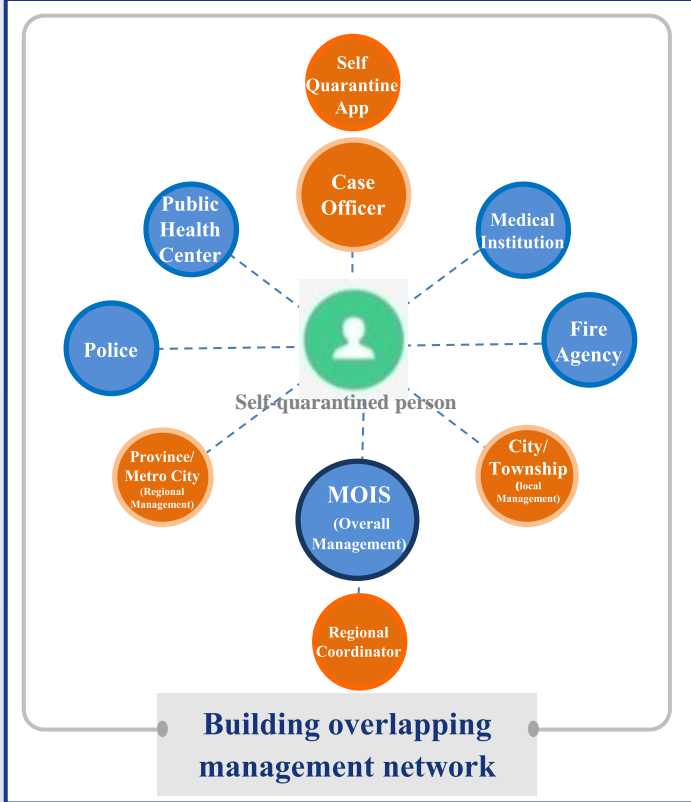 Self
Quarantine
App
Case
Officer
Public
Health
Center
Medical
Institution
Police
Fire
Agency
Self-quarantined person
Province/
Metro City
(Regional
Management)
City/
Township
(local
Management)
MOIS
(Overall
Management)
Regional
Coordinator
Building overlapping
management network